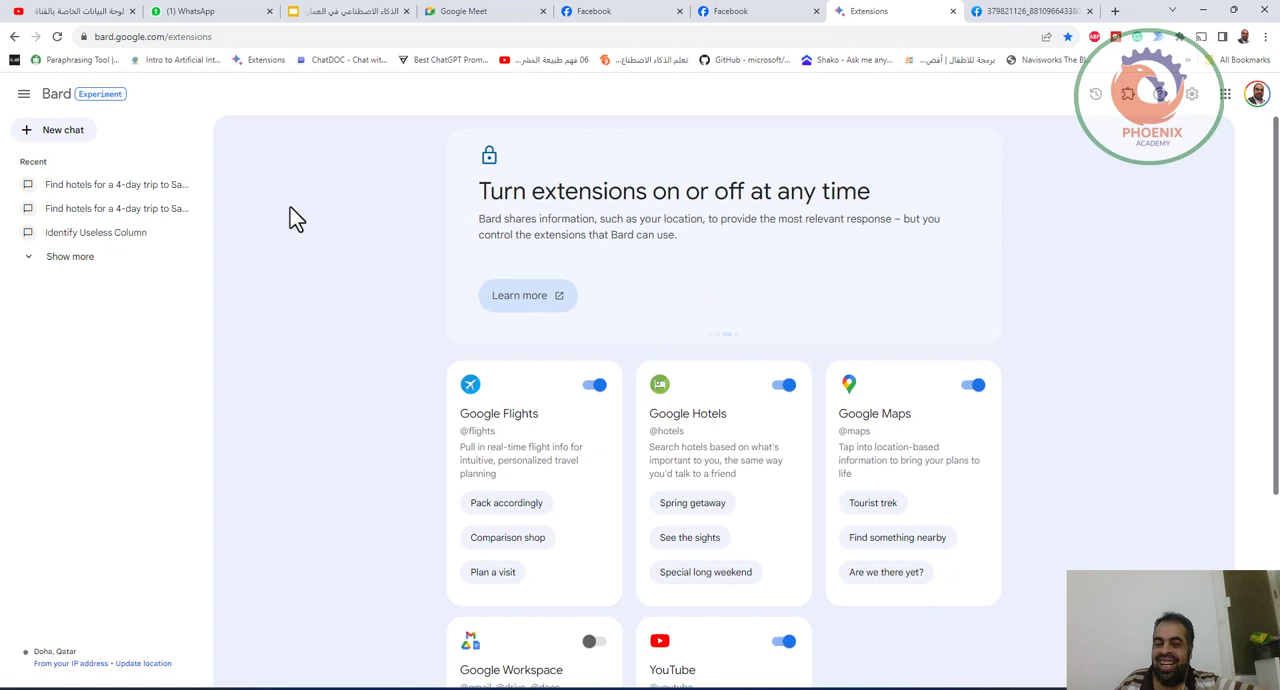 لوحة البيانات الخاصة بالقناة
(1) WhatsApp
الذكاء الاصطناعي في العمار
Google Meet
Facebook
Facebook
Extensions
379821126_881096643380
bard.google.com/extensions
Paraphrasing Tool |...
Intro to Artificial Int...
Extensions
ChatDOC - Chat wit...
Best ChatGPT Prom...
06 فهم طبيعة المشر...
تعلم الذكاء الاصطناع...
GitHub - microsoft/...
Shako - Ask me any...
برمجة للاطفال | أفض...
Navisworks The B
All Bookmarks
Bard
Experiment
PHOENIX
ACADEMY
New chat
Recent
Find hotels for a 4-day trip to Sa...
Find hotels for a 4-day trip to Sa...
Identify Useless Column
Show more
Turn extensions on or off at any time
Bard shares information, such as your location, to provide the most relevant response – but you
control the extensions that Bard can use.
Learn more
Google Flights
@flights
Pull in real-time flight info for
intuitive, personalized travel
planning
Pack accordingly
Comparison shop
Plan a visit
Google Hotels
@hotels
Search hotels based on what's
important to you, the same way
you'd talk to a friend
Spring getaway
See the sights
Special long weekend
Google Maps
@maps
Tap into location-based
information to bring your plans to
life
Tourist trek
Find something nearby
Are we there yet?
Google Workspace
YouTube
@youtube
Doha, Qatar
From your IP address • Update location